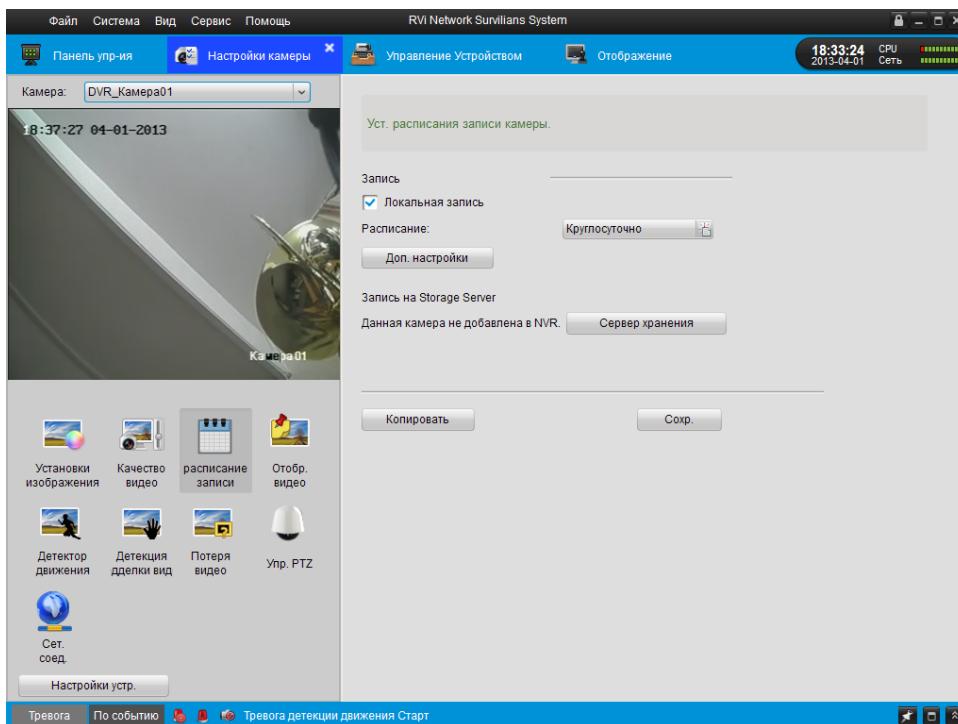 Файл Система Вид Сервис Помощь RVi Network Survilians System
Панель упр-ия Настройки камеры Управление Устройством Отображение 18:33:24 CPU
2013-04-01 Сеть
Камера: DVR_Камера01
18:37:27 04-01-2013
Камера01
Уст. расписания записи камеры.
Запись
Локальная запись
Расписание: Круглосуточно
Доп. настройки
Запись на Storage Server
Данная камера не добавлена в NVR. Сервер хранения
Копировать Сохр.
Установки изображения
Качество видео
расписание записи
Отобр. видео
Детектор движения
Детекция дделки вид
Потеря видео
Упр. PTZ
Сет. соед.
Настройки устр.
Тревога По событию Тревога детекции движения Старт